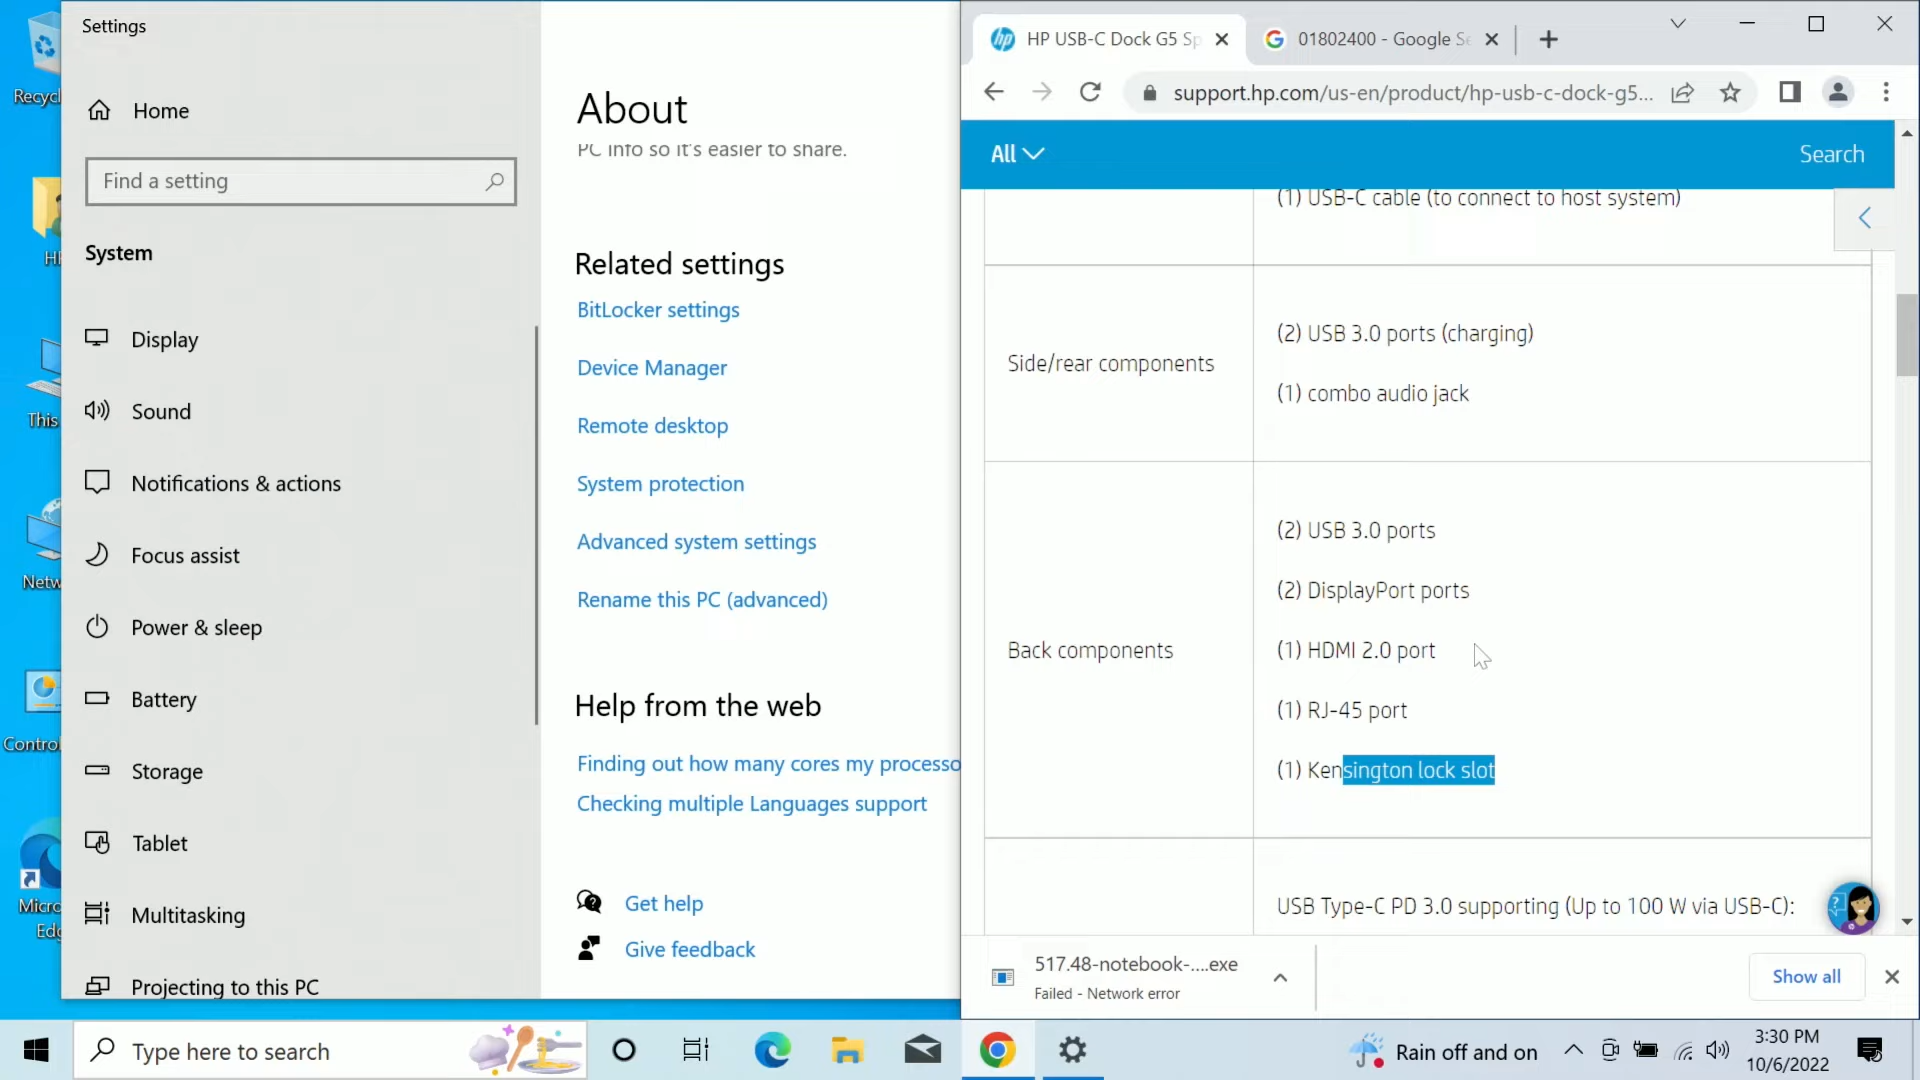 Settings
Home
Find a setting
System
Display
Sound
Notifications & actions
Focus assist
Power & sleep
Battery
Storage
Tablet
Multitasking
Projecting to this PC
About
PC info so it's easier to share.
Related settings
BitLocker settings
Device Manager
Remote desktop
System protection
Advanced system settings
Rename this PC (advanced)
Help from the web
Finding out how many cores my processo
Checking multiple Languages support
Get help
Give feedback
HP USB-C Dock G5 Sp
01802400 - Google Se
support.hp.com/us-en/product/hp-usb-c-dock-g5...
All
Search
(1) USB-C cable (to connect to host system)
Side/rear components
(2) USB 3.0 ports (charging)
(1) combo audio jack
Back components
(2) USB 3.0 ports
(2) DisplayPort ports
(1) HDMI 2.0 port
(1) RJ-45 port
(1) Kensington lock slot
USB Type-C PD 3.0 supporting (Up to 100 W via USB-C):
517.48-notebook-....exe
Failed - Network error
Show all
Recycl
H
This
Netw
Contro
Micro
Edg
Type here to search
Rain off and on
3:30 PM
10/6/2022